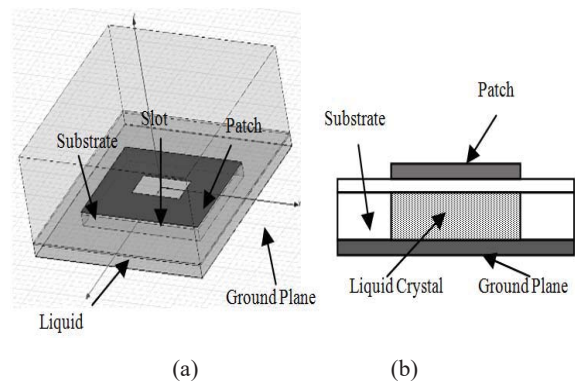 Slot
Substrate
Patch
Ground Plane
Liquid
(a)
Patch
Substrate
Liquid Crystal
Ground Plane
(b)